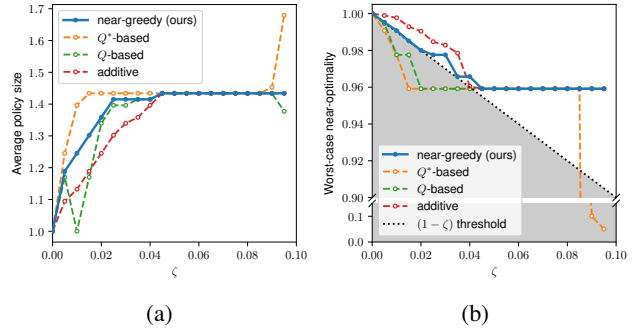 1.7
1.6
1.5
1.4
1.3
1.2
1.1
1.0
Average policy size
near-greedy (ours)
Q*-based
Q-based
additive
0.00 0.02 0.04 0.06 0.08 0.10
ζ
(a)
1.00
0.98
0.96
0.94
0.92
0.90
0.1
0.0
Worst-case near-optimality
near-greedy (ours)
Q*-based
Q-based
additive
(1 − ζ) threshold
0.00 0.02 0.04 0.06 0.08 0.10
ζ
(b)